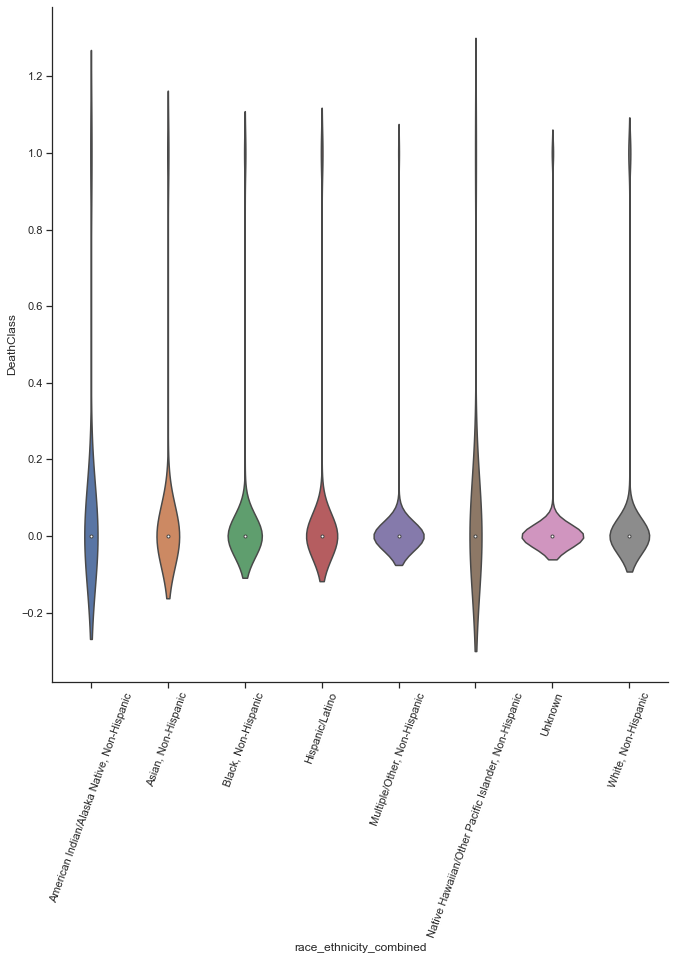 1.2
1.0
0.8
0.6
0.4
0.2
0.0
−0.2
DeathClass
American Indian/Alaska Native, Non-Hispanic
Asian, Non-Hispanic
Black, Non-Hispanic
Hispanic/Latino
Multiple/Other, Non-Hispanic
Native Hawaiian/Other Pacific Islander, Non-Hispanic
Unknown
White, Non-Hispanic
race_ethnicity_combined